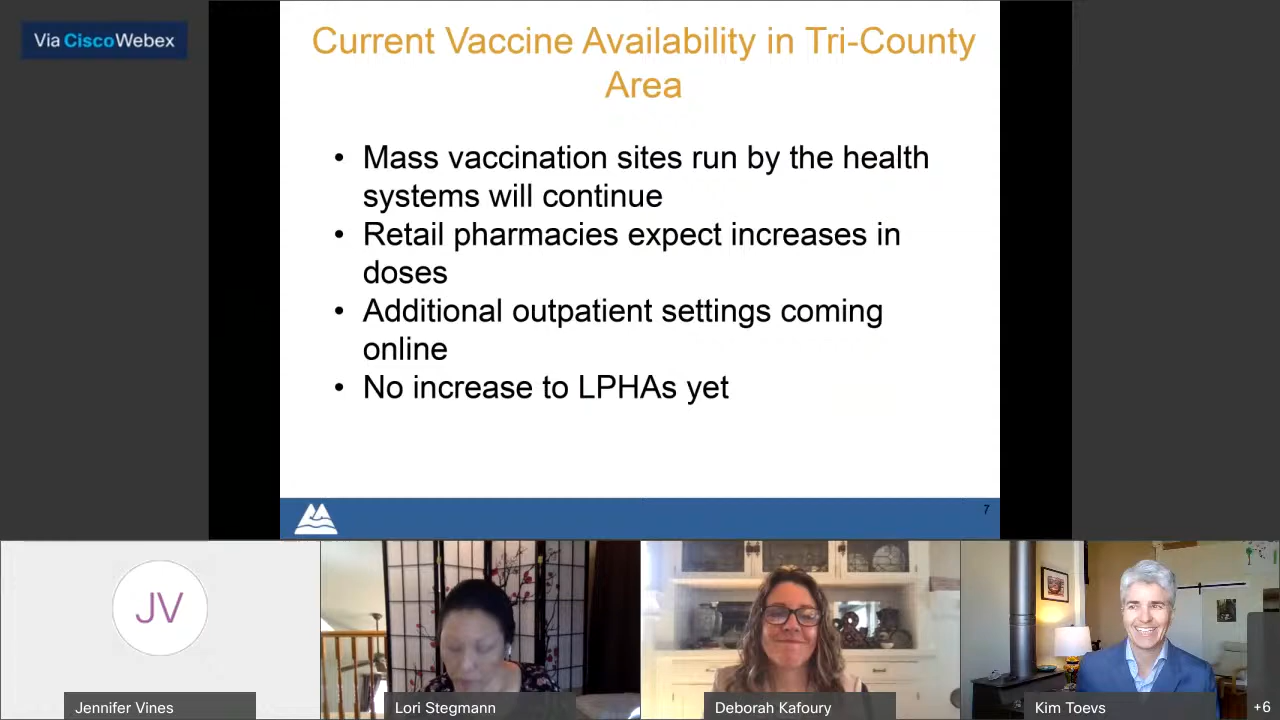 Via Cisco Webex
Current Vaccine Availability in Tri-County
Area
• Mass vaccination sites run by the health
systems will continue
• Retail pharmacies expect increases in
doses
• Additional outpatient settings coming
online
• No increase to LPHAs yet
7
JV
Jennifer Vines
Lori Stegmann
Deborah Kafoury
Kim Toevs
+6